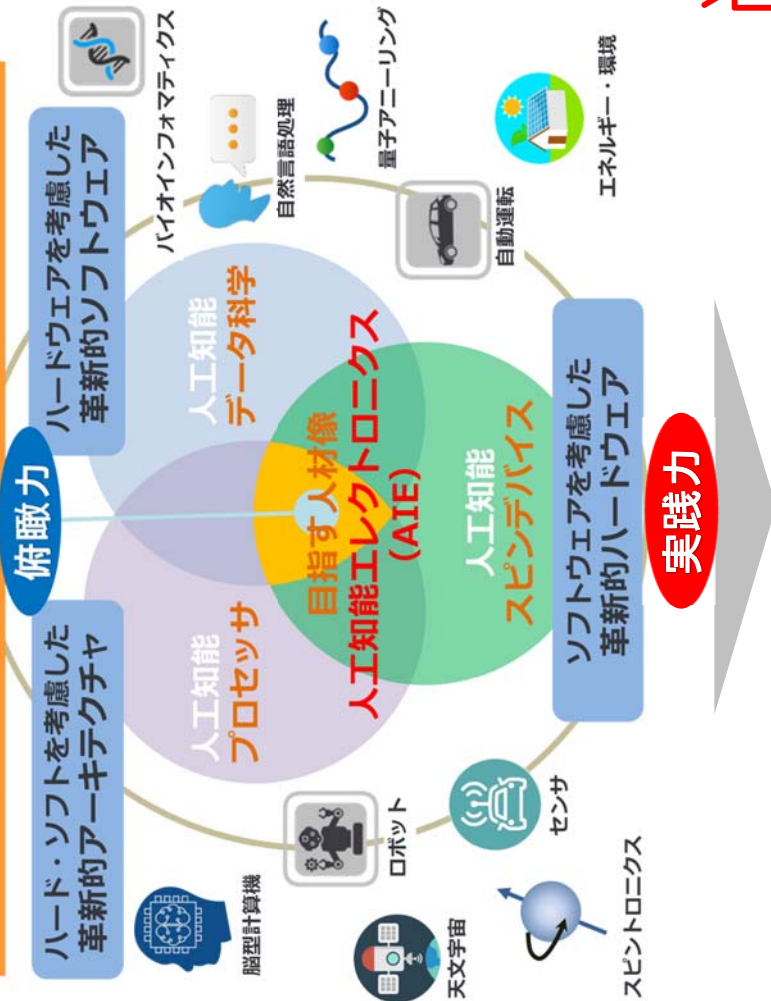 俯瞰力
ハード・ソフトを考慮した
革新的アーキテクチャ
ハードウェアを考慮した
革新的ソフトウェア
脳型計算機
人工知能
プロセッサ
人工知能
データ科学
バイオインフォマティクス
自然言語処理
量子アニーリング
ロボット
目指す人材像
人工知能エレクトロニクス
(AIE)
自動運転
天文宇宙
センサ
人工知能
スピンデバイス
エネルギー・環境
スピントロニクス
ソフトウェアを考慮した
革新的ハードウェア
実践力